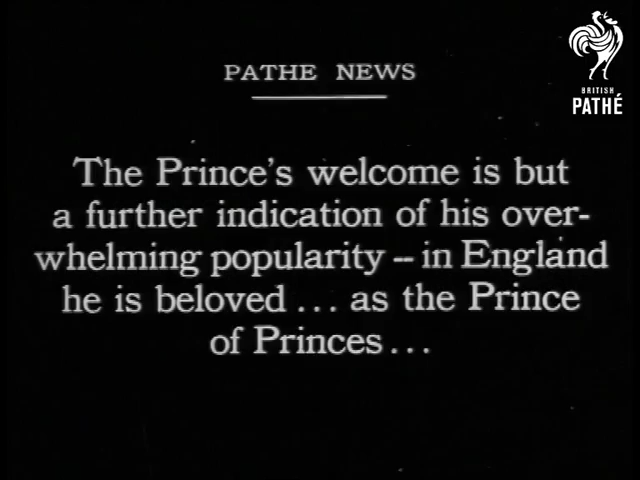 PATHE NEWS
BRITISH
PATHÉ
The Prince's welcome is but
a further indication of his over-
whelming popularity -- in England
he is beloved ... as the Prince
of Princes ...